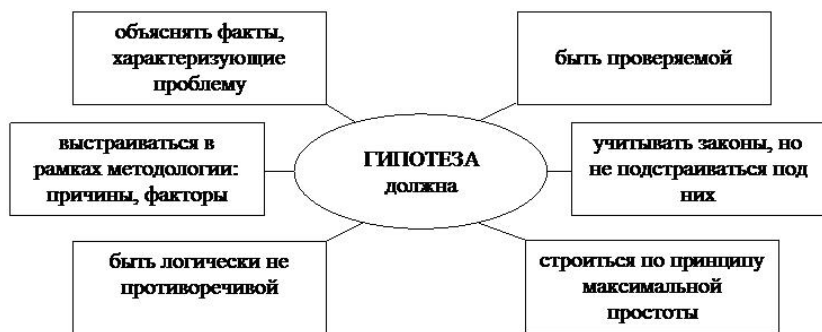 объяснять факты,
характеризующие
проблему
быть проверяемой
выстраиваться в
рамках методологии:
причины, факторы
ГИПОТЕЗА
должна
учитывать законы, но
не подстраиваться под
них
быть логически не
противоречивой
строиться по принципу
максимальной
простоты